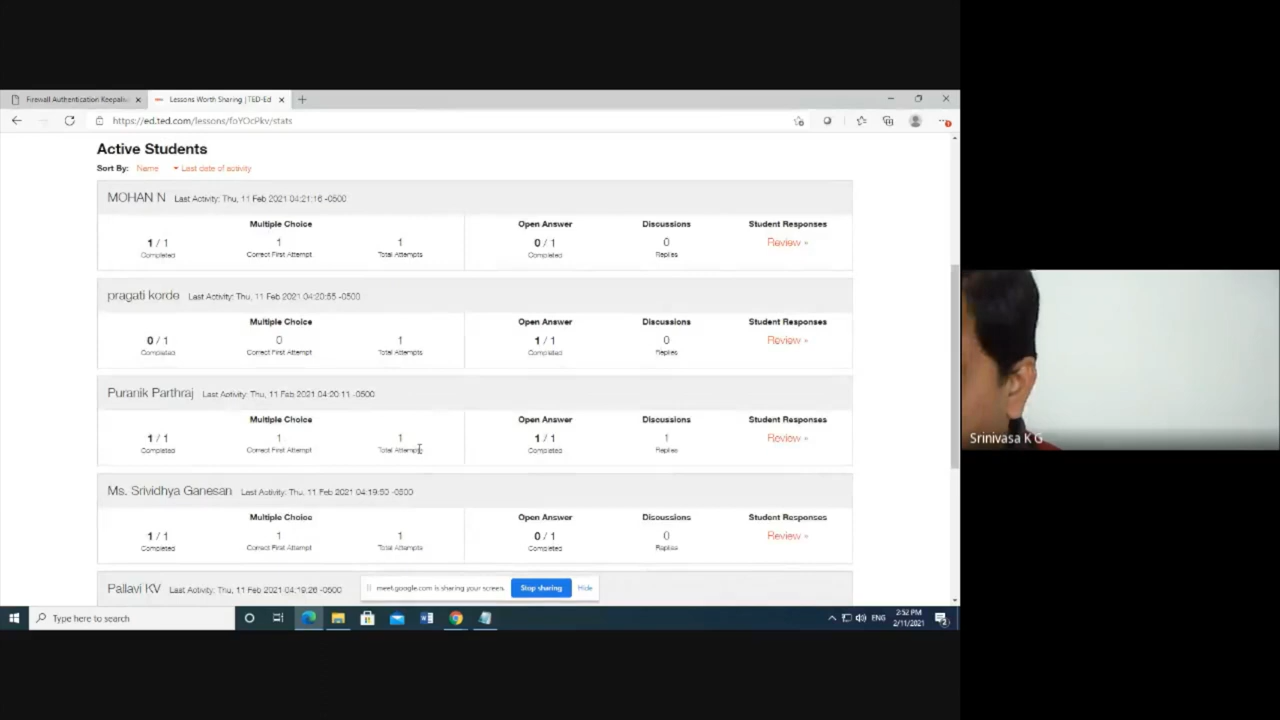 Firewall Authentication Keepaliv
Lessons Worth Sharing | TED-Ed
https://ed.ted.com/lessons/foYOcPkv/stats
Active Students
Sort By: Name Last date of activity
MOHAN N Last Activity: Thu, 11 Feb 2021 04:21:16 -0500
Multiple Choice Open Answer Discussions Student Responses
1 / 1 1 1 0 / 1 0 Review »
Completed Correct First Attempt Total Attempts Completed Replies
pragati korde Last Activity: Thu, 11 Feb 2021 04:20:55 -0500
Multiple Choice Open Answer Discussions Student Responses
0 / 1 0 1 1 / 1 0 Review »
Completed Correct First Attempt Total Attempts Completed Replies
Puranik Parthraj Last Activity: Thu, 11 Feb 2021 04:20:11 -0500
Multiple Choice Open Answer Discussions Student Responses
1 / 1 1 1 1 / 1 1 Review »
Completed Correct First Attempt Total Attempts Completed Replies
Srinivasa K G
Ms. Srividhya Ganesan Last Activity: Thu, 11 Feb 2021 04:19:50 -0500
Multiple Choice Open Answer Discussions Student Responses
1 / 1 1 1 0 / 1 0 Review »
Completed Correct First Attempt Total Attempts Completed Replies
Pallavi KV Last Activity: Thu, 11 Feb 2021 04:19:26 -0500
meet.google.com is sharing your screen. Stop sharing Hide
Type here to search
ENG
2:52 PM
2/11/2021
2